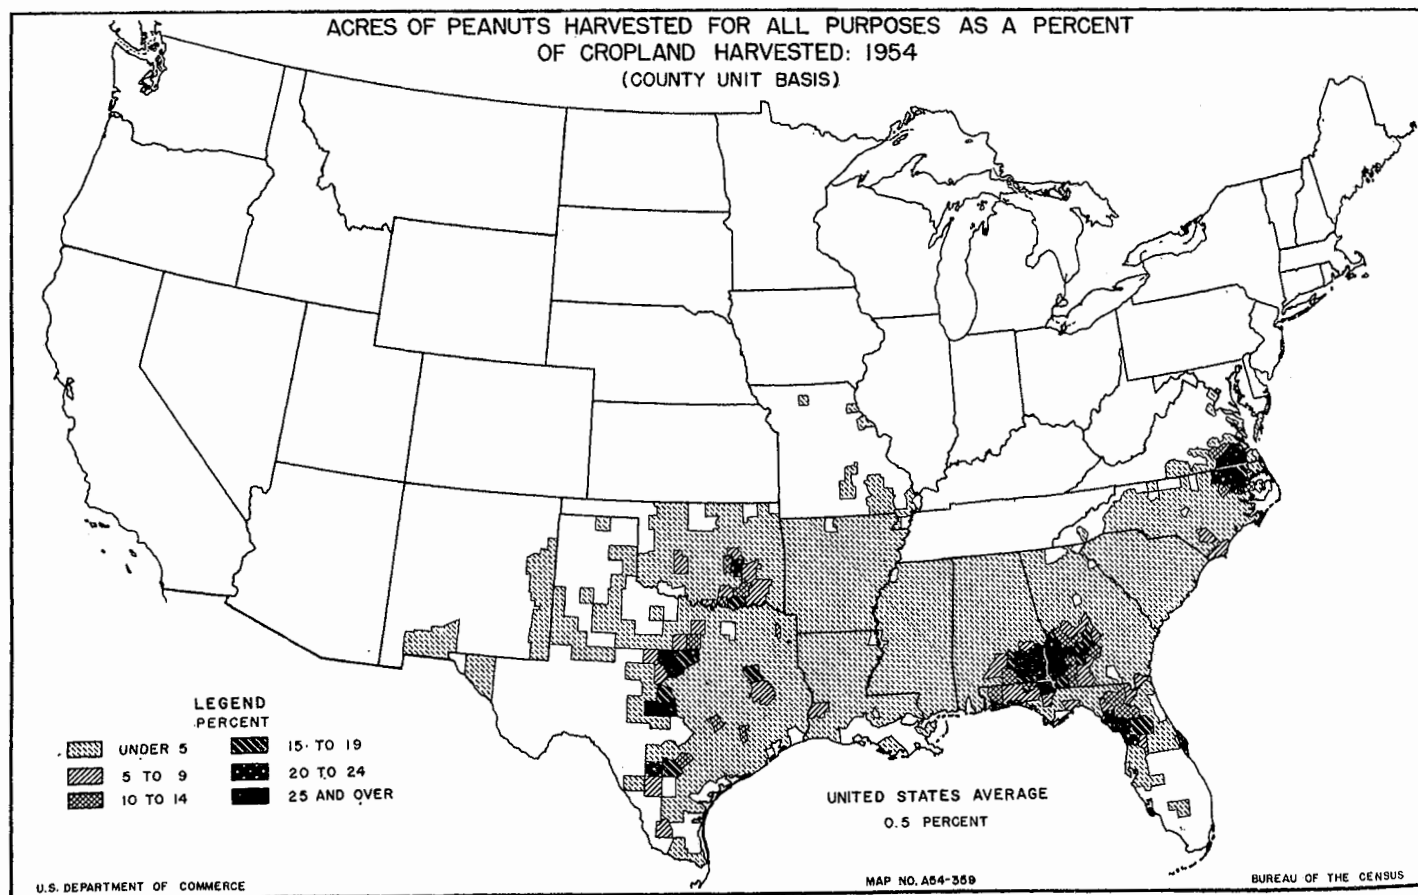 ACRES OF PEANUTS HARVESTED FOR ALL PURPOSES AS A PERCENT
OF CROPLAND HARVESTED: 1954
(COUNTY UNIT BASIS)
LEGEND
PERCENT
UNDER 5
5 TO 9
10 TO 14
15 TO 19
20 TO 24
25 AND OVER
UNITED STATES AVERAGE
0.5 PERCENT
U.S. DEPARTMENT OF COMMERCE
MAP NO. A54-369
BUREAU OF THE CENSUS